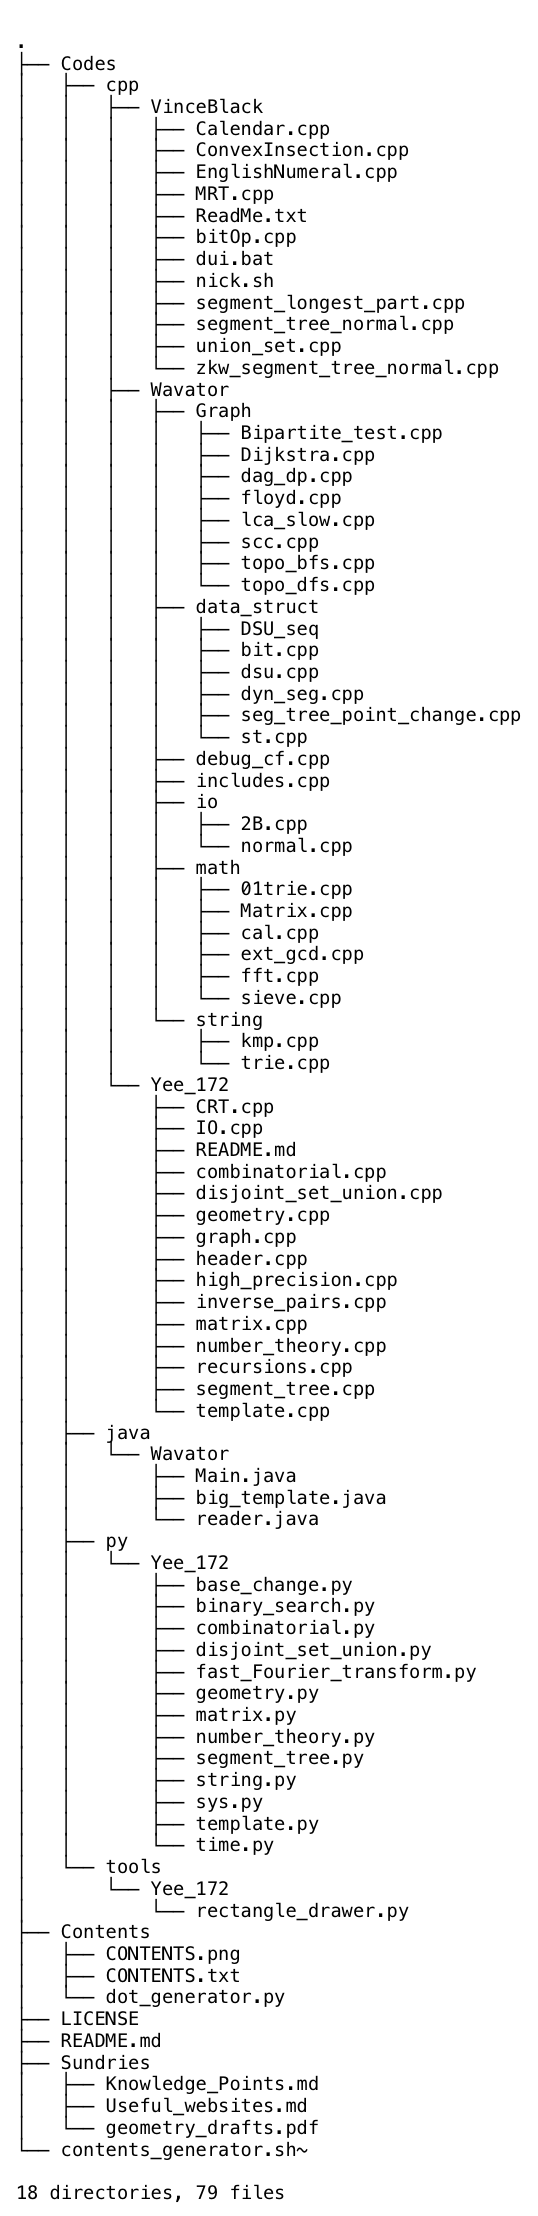 .
├── Codes
│   ├── cpp
│   │   ├── VinceBlack
│   │   │   ├── Calendar.cpp
│   │   │   ├── ConvexInsection.cpp
│   │   │   ├── EnglishNumeral.cpp
│   │   │   ├── MRT.cpp
│   │   │   ├── ReadMe.txt
│   │   │   ├── bitOp.cpp
│   │   │   ├── dui.bat
│   │   │   ├── nick.sh
│   │   │   ├── segment_longest_part.cpp
│   │   │   ├── segment_tree_normal.cpp
│   │   │   ├── union_set.cpp
│   │   │   └── zkw_segment_tree_normal.cpp
│   │   ├── Wavator
│   │   │   ├── Graph
│   │   │   │   ├── Bipartite_test.cpp
│   │   │   │   ├── Dijkstra.cpp
│   │   │   │   ├── dag_dp.cpp
│   │   │   │   ├── floyd.cpp
│   │   │   │   ├── lca_slow.cpp
│   │   │   │   ├── scc.cpp
│   │   │   │   ├── topo_bfs.cpp
│   │   │   │   └── topo_dfs.cpp
│   │   │   ├── data_struct
│   │   │   │   ├── DSU_seq
│   │   │   │   ├── bit.cpp
│   │   │   │   ├── dsu.cpp
│   │   │   │   ├── dyn_seg.cpp
│   │   │   │   ├── seg_tree_point_change.cpp
│   │   │   │   └── st.cpp
│   │   │   ├── debug_cf.cpp
│   │   │   ├── includes.cpp
│   │   │   ├── io
│   │   │   │   ├── 2B.cpp
│   │   │   │   └── normal.cpp
│   │   │   ├── math
│   │   │   │   ├── 01trie.cpp
│   │   │   │   ├── Matrix.cpp
│   │   │   │   ├── cal.cpp
│   │   │   │   ├── ext_gcd.cpp
│   │   │   │   ├── fft.cpp
│   │   │   │   └── sieve.cpp
│   │   │   └── string
│   │   │       ├── kmp.cpp
│   │   │       └── trie.cpp
│   │   └── Yee_172
│   │       ├── CRT.cpp
│   │       ├── IO.cpp
│   │       ├── README.md
│   │       ├── combinatorial.cpp
│   │       ├── disjoint_set_union.cpp
│   │       ├── geometry.cpp
│   │       ├── graph.cpp
│   │       ├── header.cpp
│   │       ├── high_precision.cpp
│   │       ├── inverse_pairs.cpp
│   │       ├── matrix.cpp
│   │       ├── number_theory.cpp
│   │       ├── recursions.cpp
│   │       ├── segment_tree.cpp
│   │       └── template.cpp
│   ├── java
│   │   └── Wavator
│   │       ├── Main.java
│   │       ├── big_template.java
│   │       └── reader.java
│   ├── py
│   │   └── Yee_172
│   │       ├── base_change.py
│   │       ├── binary_search.py
│   │       ├── combinatorial.py
│   │       ├── disjoint_set_union.py
│   │       ├── fast_Fourier_transform.py
│   │       ├── geometry.py
│   │       ├── matrix.py
│   │       ├── number_theory.py
│   │       ├── segment_tree.py
│   │       ├── string.py
│   │       ├── sys.py
│   │       ├── template.py
│   │       └── time.py
│   └── tools
│       └── Yee_172
│           └── rectangle_drawer.py
├── Contents
│   ├── CONTENTS.png
│   ├── CONTENTS.txt
│   └── dot_generator.py
├── LICENSE
├── README.md
├── Sundries
│   ├── Knowledge_Points.md
│   ├── Useful_websites.md
│   └── geometry_drafts.pdf
└── contents_generator.sh~
18 directories, 79 files